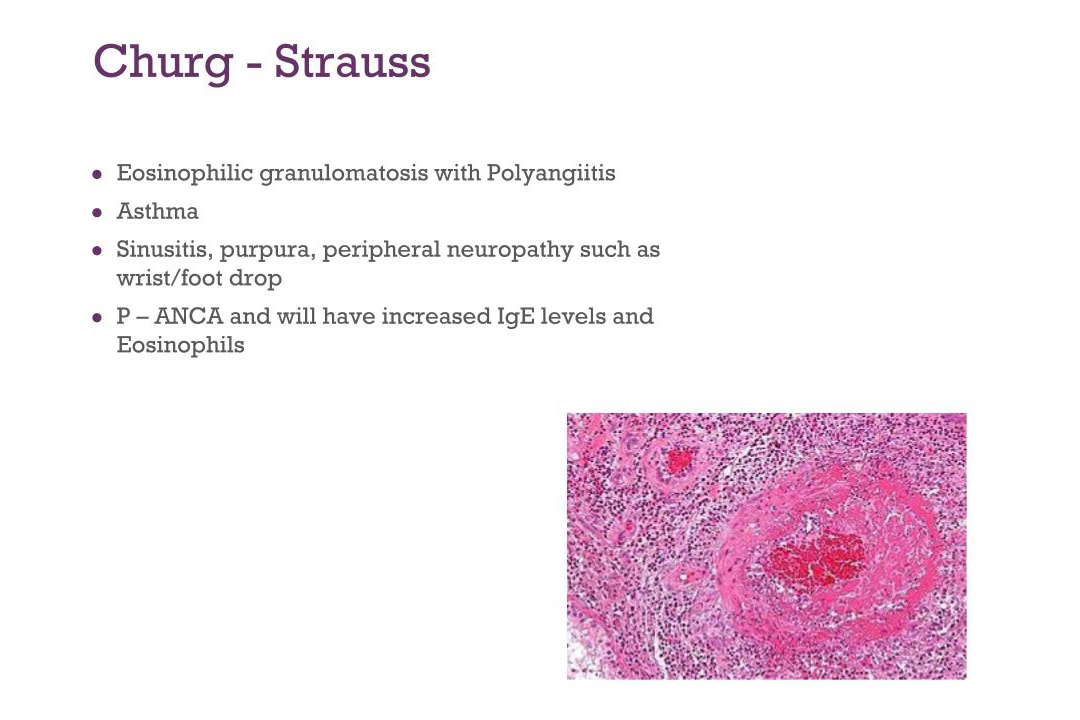 Churg - Strauss
• Eosinophilic granulomatosis with Polyangiitis
• Asthma
• Sinusitis, purpura, peripheral neuropathy such as
wrist/foot drop
• P – ANCA and will have increased IgE levels and
Eosinophils